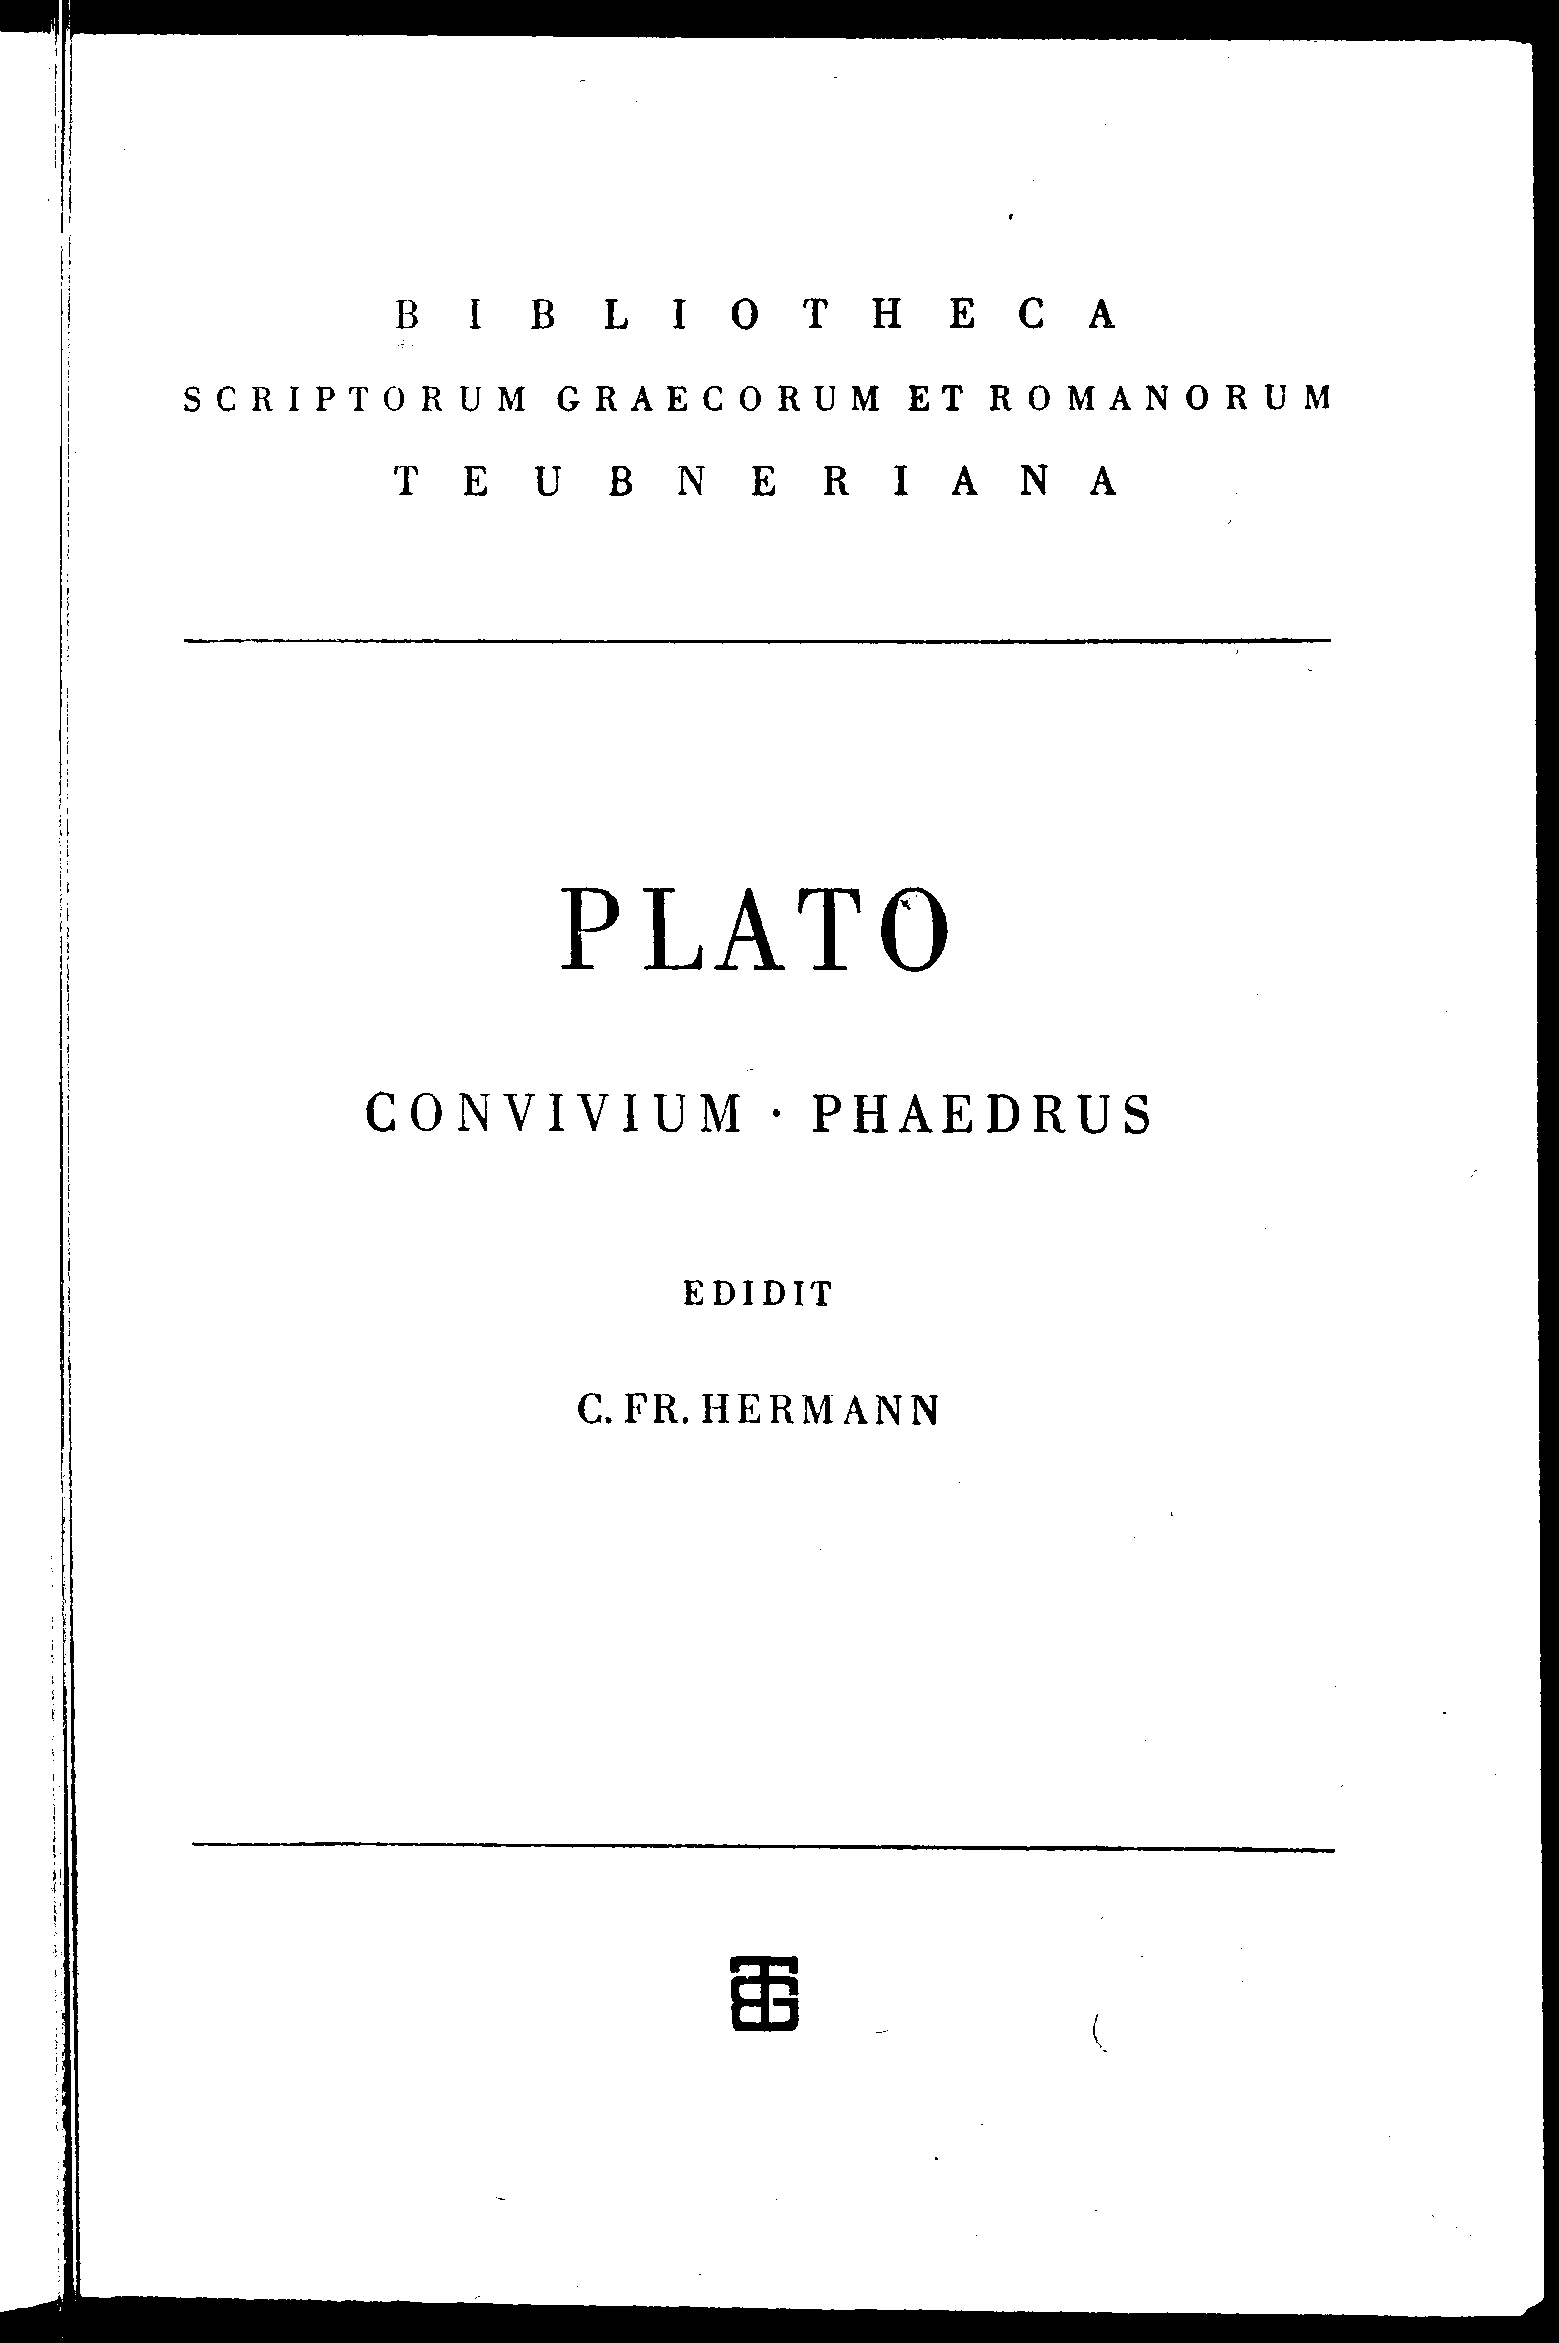 BIBLIOTHECA
SCRIPTORUM GRAECORUM ET ROMANORUM
TEUBNERIANA
PLATO
CONVIVIUM · PHAEDRUS
EDIDIT
C. FR. HERMANN